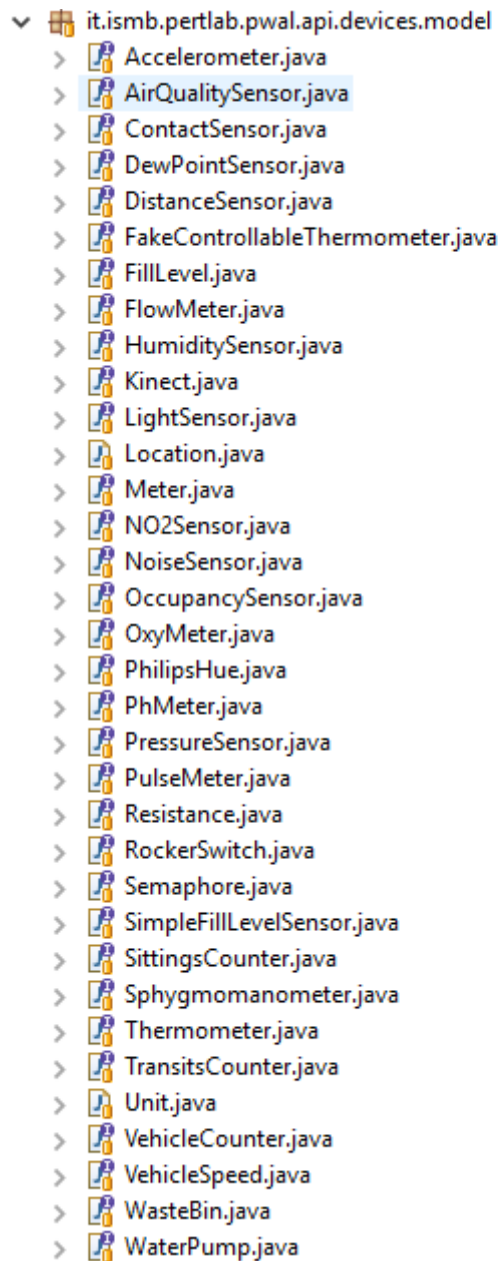 it.ismb.pertlab.pwal.api.devices.model
Accelerometer.java
AirQualitySensor.java
ContactSensor.java
DewPointSensor.java
DistanceSensor.java
FakeControllableThermometer.java
FillLevel.java
FlowMeter.java
HumiditySensor.java
Kinect.java
LightSensor.java
Location.java
Meter.java
NO2Sensor.java
NoiseSensor.java
OccupancySensor.java
OxyMeter.java
PhilipsHue.java
PhMeter.java
PressureSensor.java
PulseMeter.java
Resistance.java
RockerSwitch.java
Semaphore.java
SimpleFillLevelSensor.java
SittingsCounter.java
Sphygmomanometer.java
Thermometer.java
TransitsCounter.java
Unit.java
VehicleCounter.java
VehicleSpeed.java
WasteBin.java
WaterPump.java